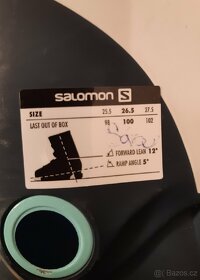 salomon S
SIZE 25.5 26.5 27.5
LAST OUT OF BOX 98 100 102
FORWARD LEAN 12°
RAMP ANGLE 5°
Bazoš.cz